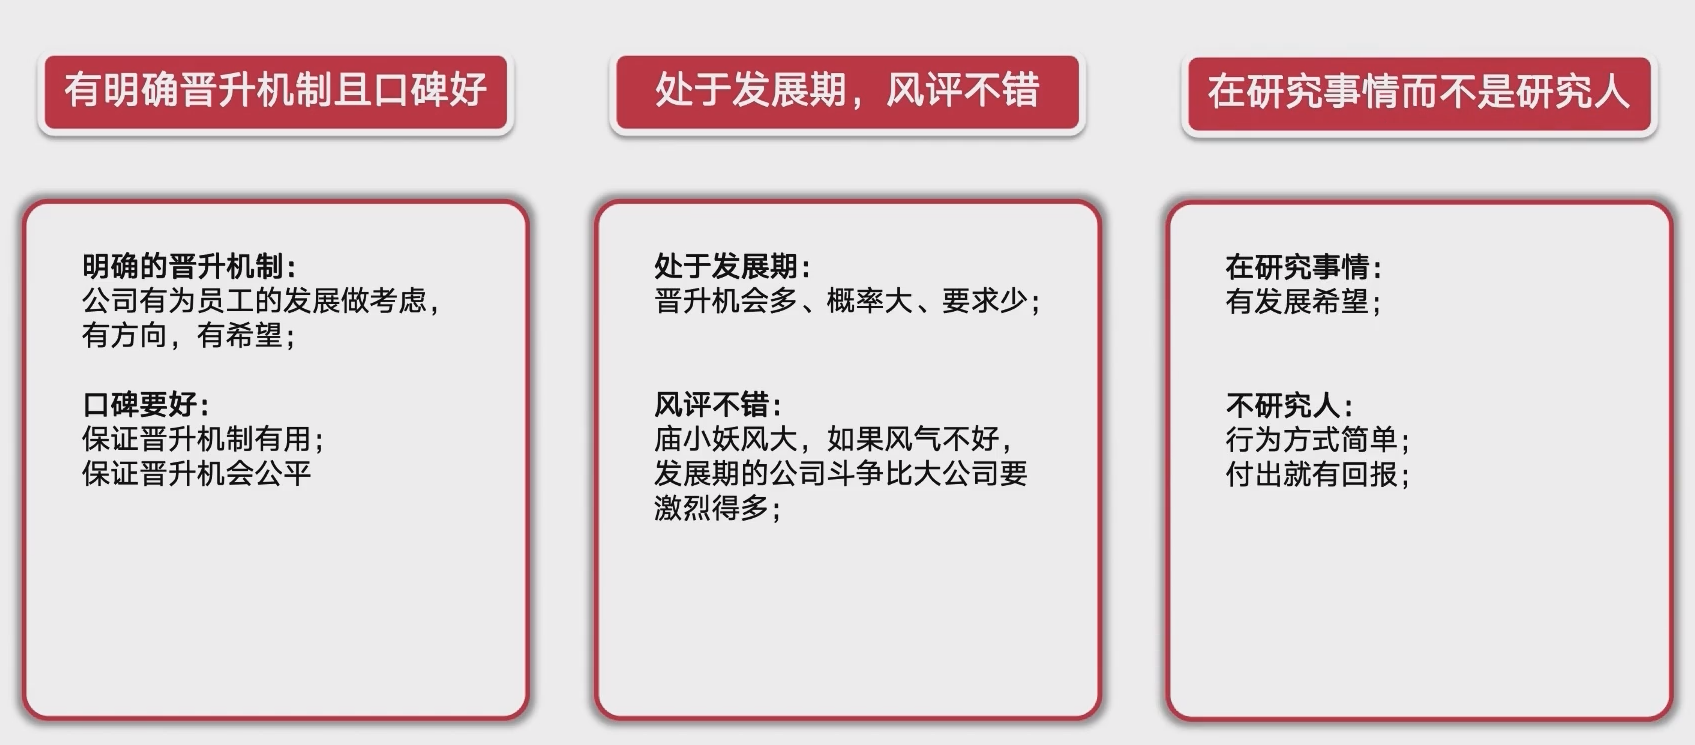 有明确晋升机制且口碑好
处于发展期，风评不错
在研究事情而不是研究人
明确的晋升机制：
公司有为员工的发展做考虑，
有方向，有希望；
口碑要好：
保证晋升机制有用；
保证晋升机会公平
处于发展期：
晋升机会多、概率大、要求少；
风评不错：
庙小妖风大，如果风气不好，
发展期的公司斗争比大公司要
激烈得多；
在研究事情：
有发展希望；
不研究人：
行为方式简单；
付出就有回报；